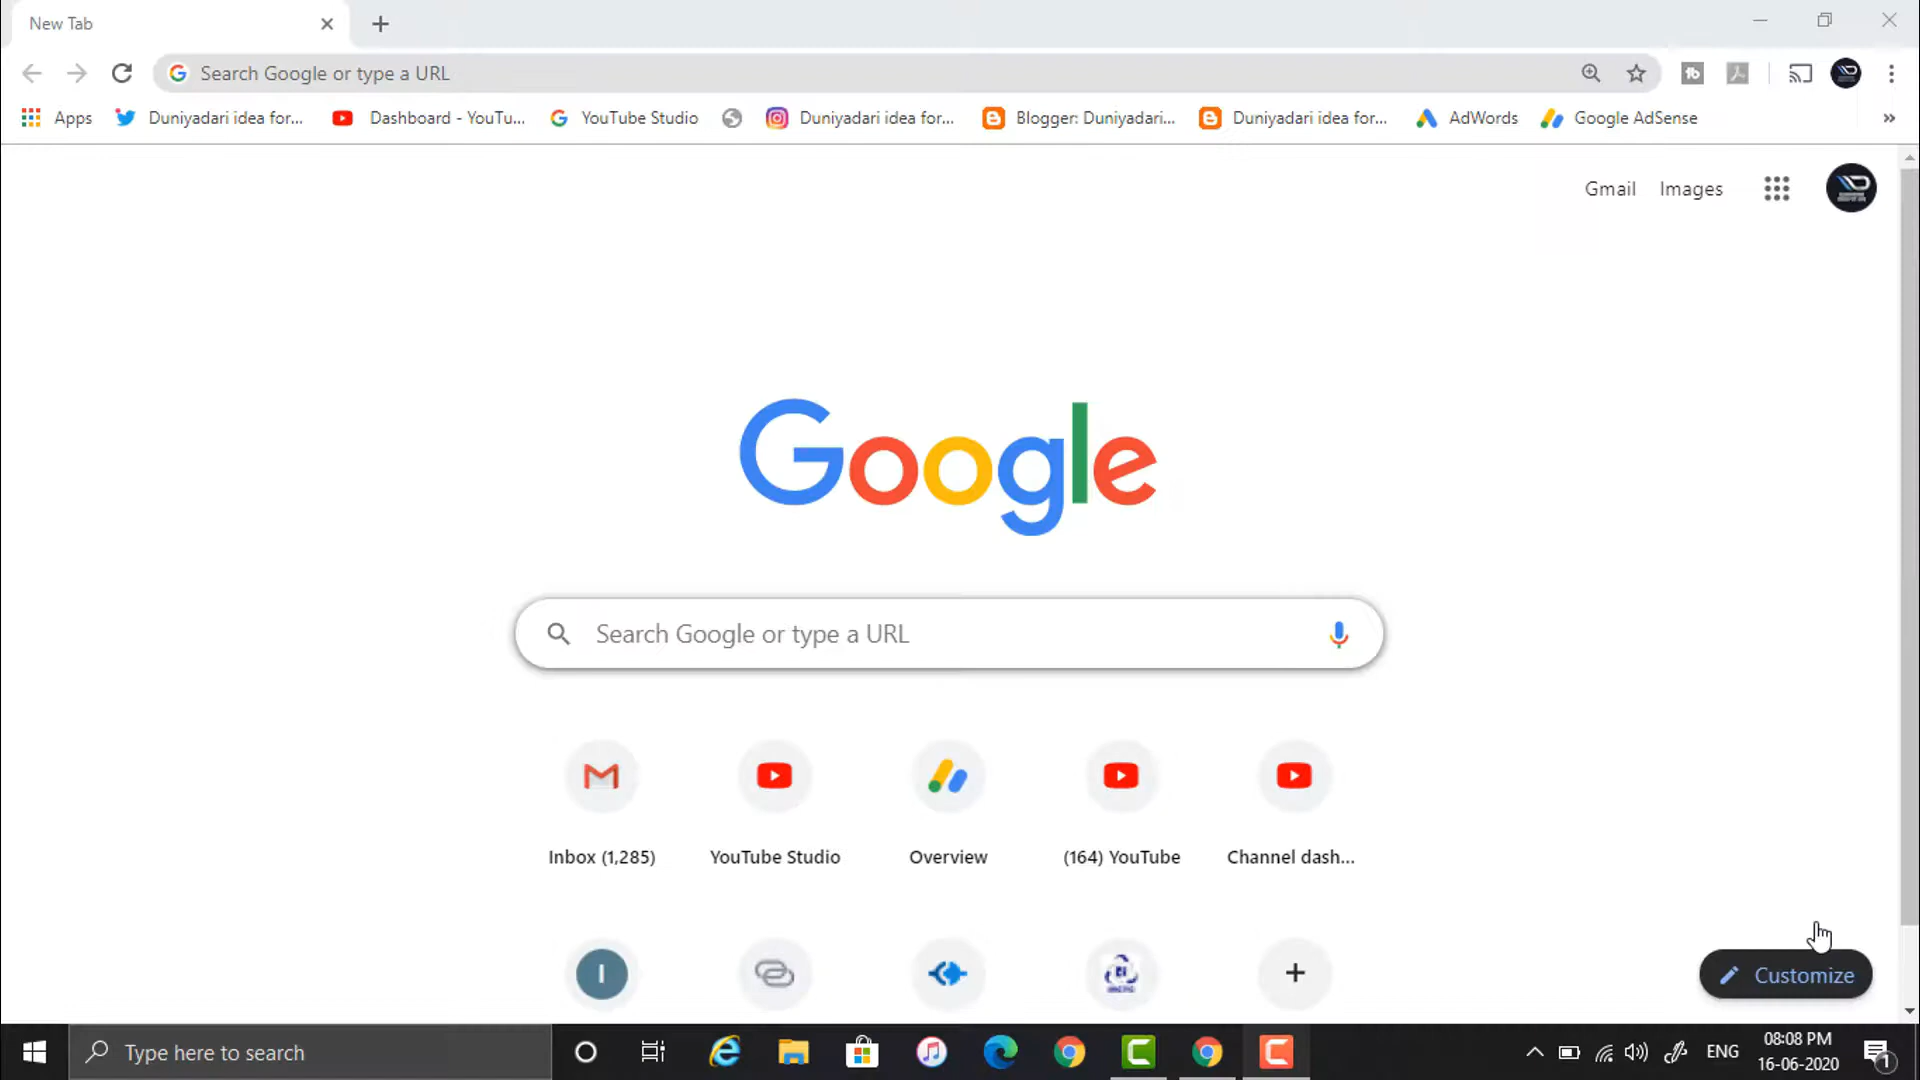 New Tab
Search Google or type a URL
Apps Duniyadari idea for... Dashboard - YouTu... YouTube Studio Duniyadari idea for... Blogger: Duniyadari... Duniyadari idea for... AdWords Google AdSense »
Gmail Images
Google
Search Google or type a URL
Inbox (1,285) YouTube Studio Overview (164) YouTube Channel dash...
I
Customize
Type here to search ENG 08:08 PM
16-06-2020 1